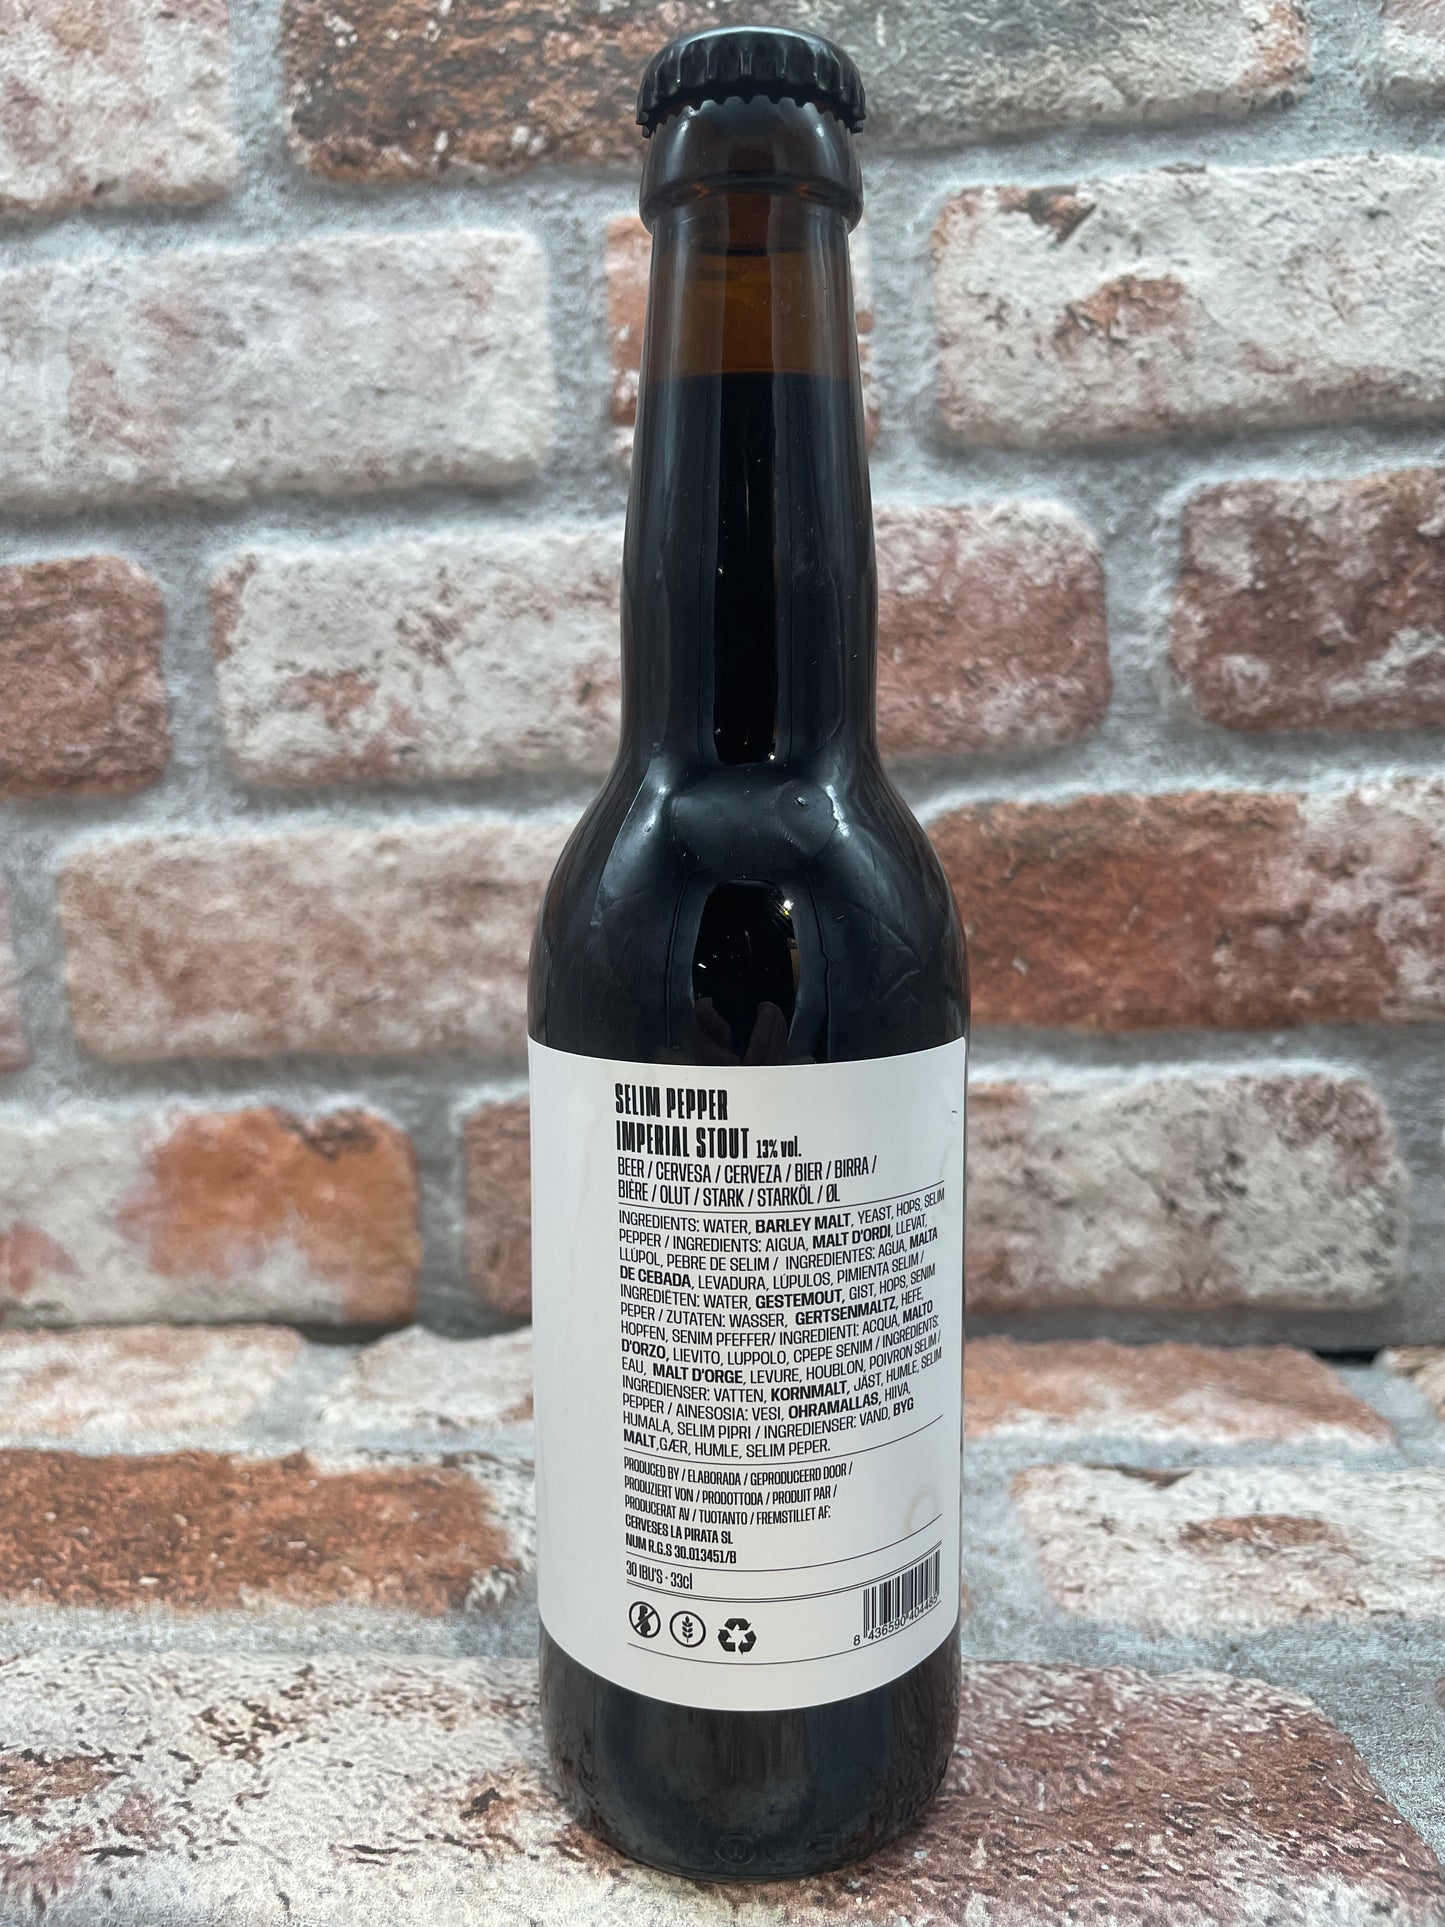 SELIM PEPPER
IMPERIAL STOUT 13% vol.
BEER / CERVESA / CERVEZA / BIER / BIRRA /
BIÈRE / OLUT / STARK / STARKÖL / ØL
INGREDIENTS: WATER, BARLEY MALT, YEAST, HOPS, SELIM
PEPPER / INGREDIENTS: AIGUA, MALT D'ORDI, LLEVAT,
LLÚPOL, PEBRE DE SELIM / INGREDIENTES: AGUA, MALTA
DE CEBADA, LEVADURA, LÚPULOS, PIMIENTA SELIM /
INGREDIËTEN: WATER, GESTEMOUT, GIST, HOPS, SENIM
PEPER / ZUTATEN: WASSER, GERTSENMALTZ, HEFE,
HOPFEN, SENIM PFEFFER/ INGREDIENTI: ACQUA, MALTO
D'ORZO, LIEVITO, LUPPOLO, CPEPE SENIM / INGRÉDIENTS:
EAU, MALT D'ORGE, LEVURE, HOUBLON, POIVRON SELIM /
INGREDIENSER: VATTEN, KORNMALT, JÄST, HUMLE, SELIM
PEPPER / AINESOSIA: VESI, OHRAMALLAS, HIIVA,
HUMALA, SELIM PIPRI / INGREDIENSER: VAND, BYG
MALT,GÆR, HUMLE, SELIM PEPER.
PRODUCED BY / ELABORADA / GEPRODUCEERD DOOR /
PRODUZIERT VON / PRODOTTODA / PRODUIT PAR /
PRODUCERAT AV / TUOTANTO / FREMSTILLET AF:
CERVESES LA PIRATA SL
NUM R.G.S 30.013451/B
30 IBU'S · 33cl
8 436590 404485